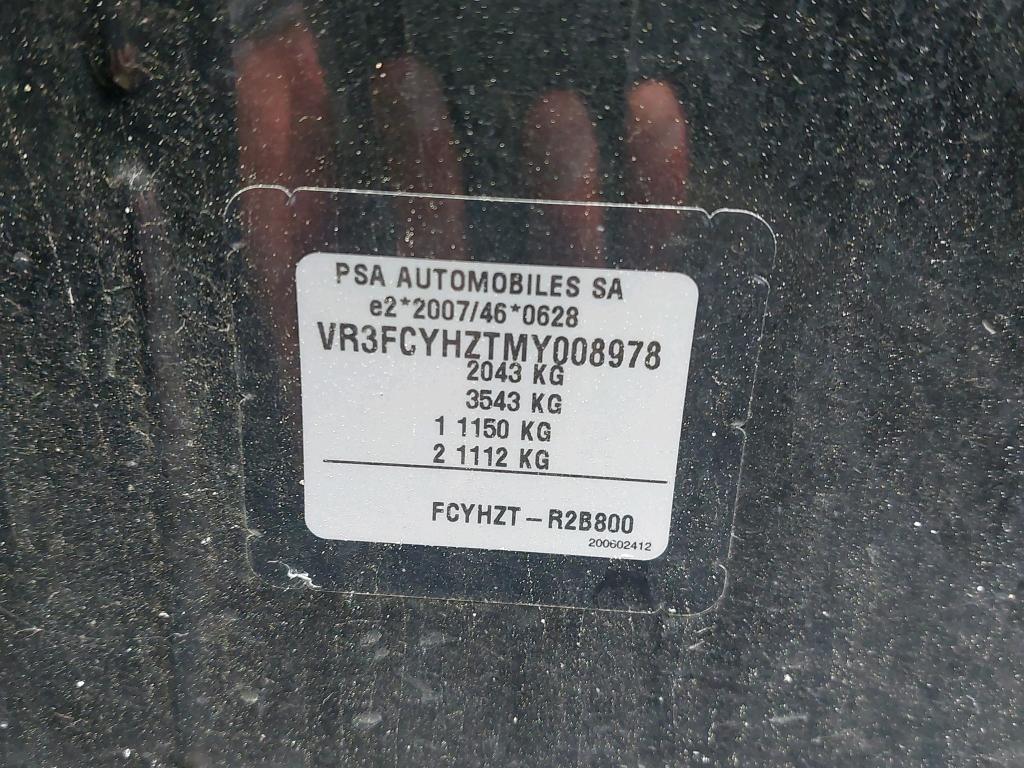 PSA AUTOMOBILES SA
e2*2007/46*0628
VR3FCYHZTMY008978
2043 KG
3543 KG
1 1150 KG
2 1112 KG
FCYHZT – R2B800
200602412